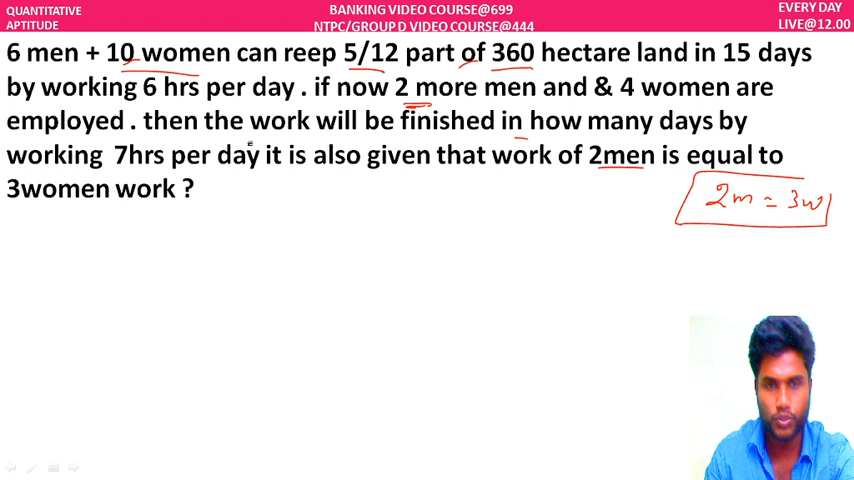 QUANTITATIVE
APTITUDE
BANKING VIDEO COURSE@699
NTPC/GROUP D VIDEO COURSE@444
EVERY DAY
LIVE@12.00
6 men + 10 women can reep 5/12 part of 360 hectare land in 15 days
by working 6 hrs per day . if now 2 more men and & 4 women are
employed . then the work will be finished in how many days by
working 7hrs per day it is also given that work of 2men is equal to
3women work ?
2m = 3w